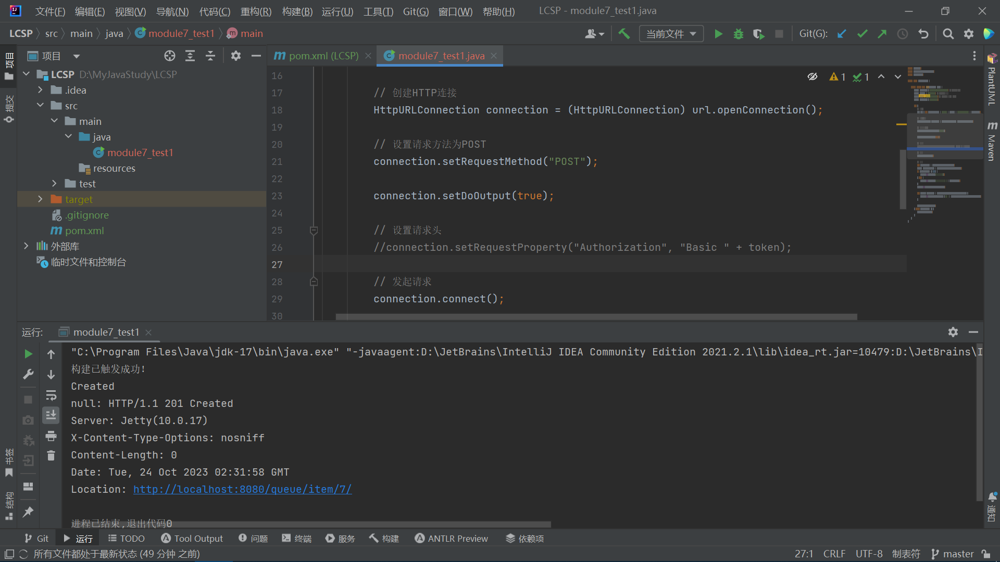 文件(F) 编辑(E) 视图(V) 导航(N) 代码(C) 重构(R) 构建(B) 运行(U) 工具(T) Git(G) 窗口(W) 帮助(H) LCSP - module7_test1.java
LCSP src main java module7_test1 main 当前文件 Git(G):
项目
提交
书签
结构
项目
LCSP D:\MyJavaStudy\LCSP
.idea
src
main
java
module7_test1
resources
test
target
.gitignore
pom.xml
外部库
临时文件和控制台
pom.xml (LCSP) module7_test1.java
1 1
16
17 // 创建HTTP连接
18 HttpURLConnection connection = (HttpURLConnection) url.openConnection();
19
20 // 设置请求方法为POST
21 connection.setRequestMethod("POST");
22
23 connection.setDoOutput(true);
24
25 // 设置请求头
26 //connection.setRequestProperty("Authorization", "Basic " + token);
27
28 // 发起请求
29 connection.connect();
30
PlantUML
Maven
通知
运行: module7_test1
"C:\Program Files\Java\jdk-17\bin\java.exe" "-javaagent:D:\JetBrains\IntelliJ IDEA Community Edition 2021.2.1\lib\idea_rt.jar=10479:D:\JetBrains\I
构建已触发成功!
Created
null: HTTP/1.1 201 Created
Server: Jetty(10.0.17)
X-Content-Type-Options: nosniff
Content-Length: 0
Date: Tue, 24 Oct 2023 02:31:58 GMT
Location: http://localhost:8080/queue/item/7/
进程已结束,退出代码0
Git 运行 TODO Tool Output 问题 终端 服务 构建 ANTLR Preview 依赖项
所有文件都处于最新状态 (49 分钟 之前) 27:1 CRLF UTF-8 制表符 master